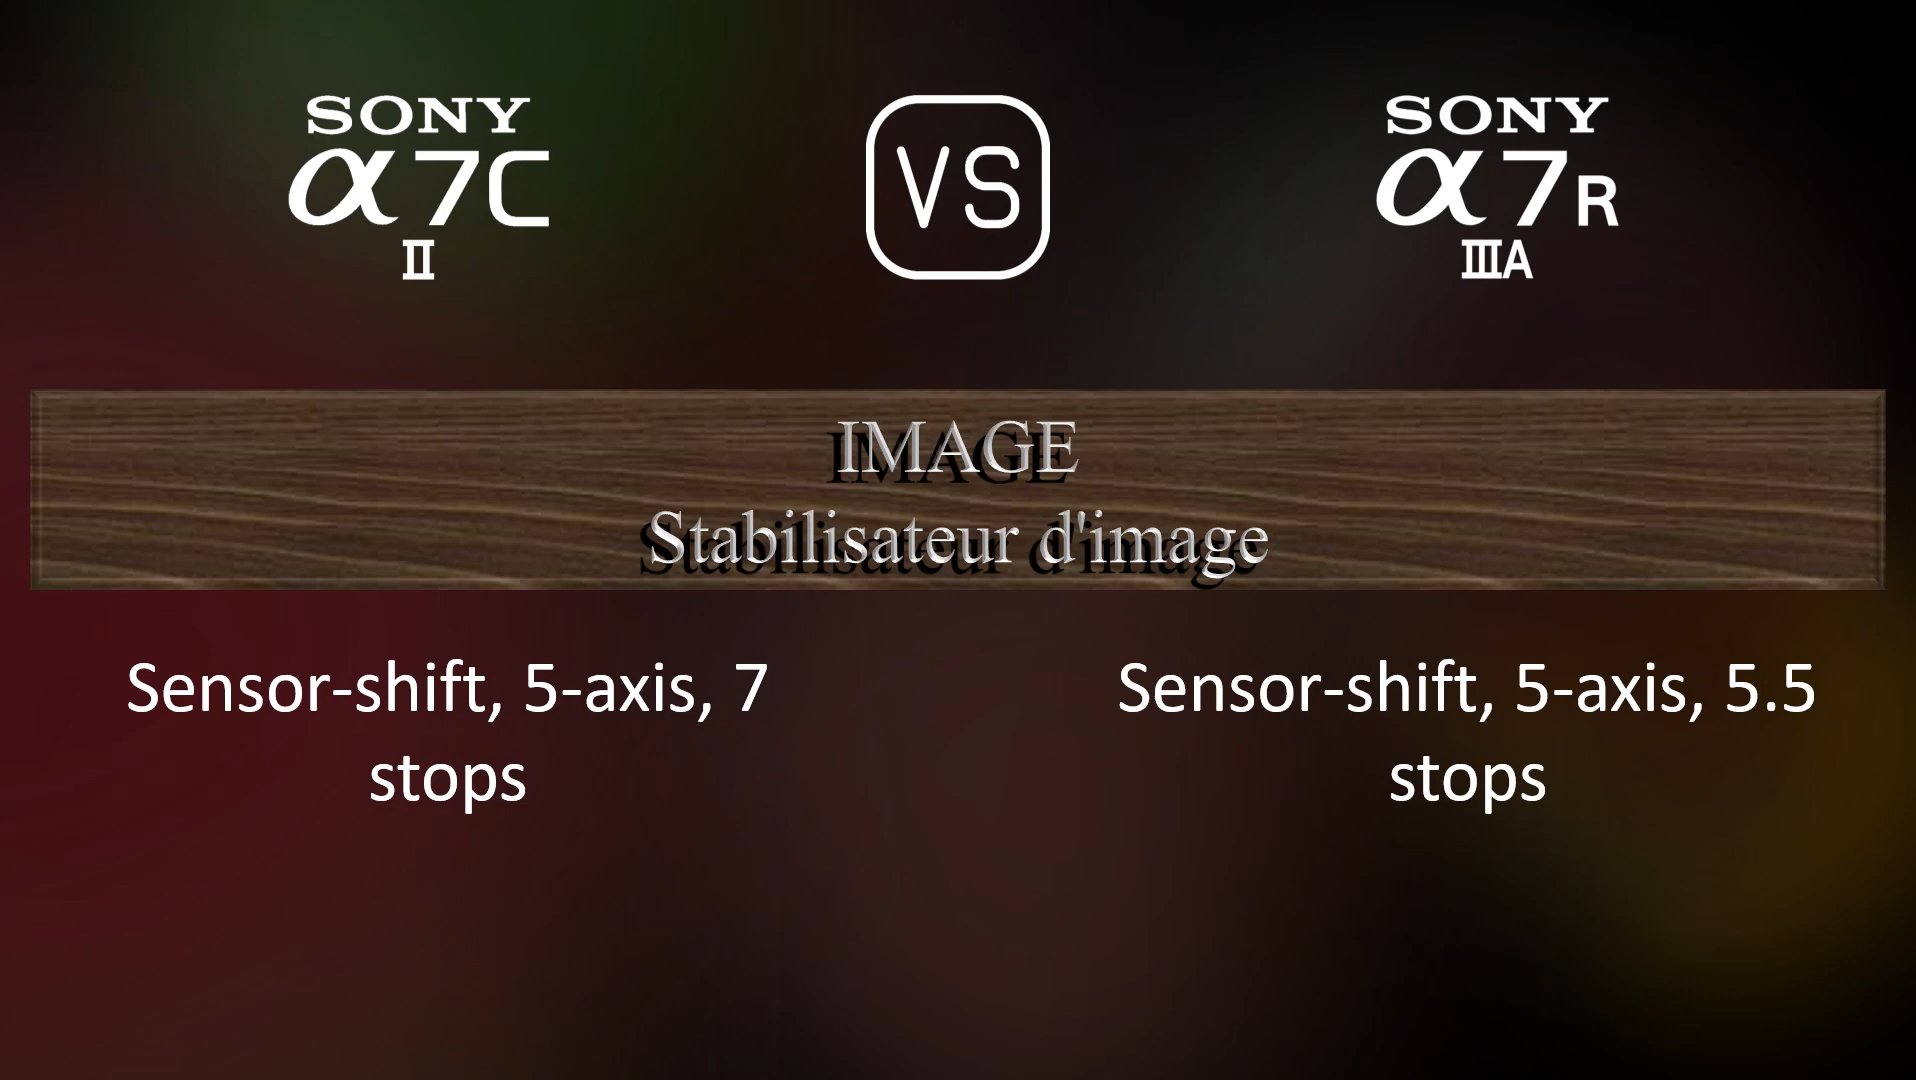 SONY
α7C
II
VS
SONY
α7R
IIIA
IMAGE
Stabilisateur d'image
Sensor-shift, 5-axis, 7
stops
Sensor-shift, 5-axis, 5.5
stops